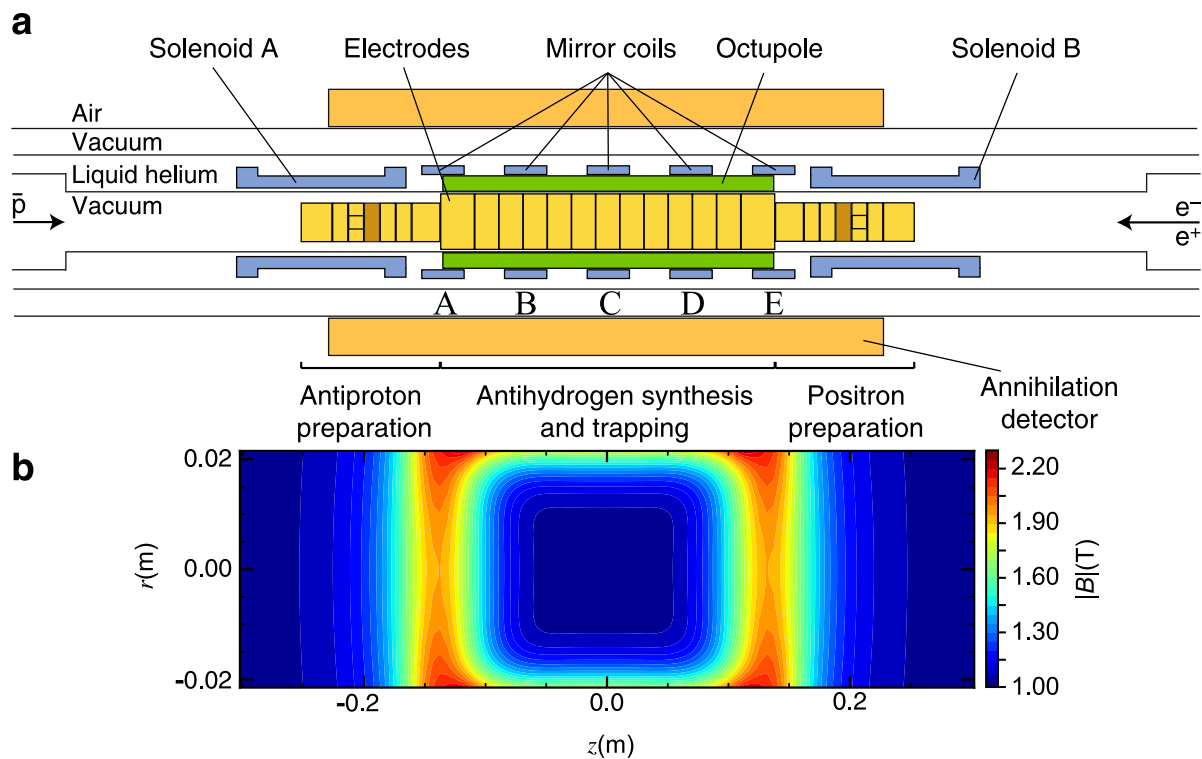 a
Solenoid A
Electrodes
Mirror coils
Octupole
Solenoid B
Air
Vacuum
Liquid helium
Vacuum
p̄
e⁻
e⁺
A B C D E
Antiproton
preparation
Antihydrogen synthesis
and trapping
Positron
preparation
Annihilation
detector
b
0.02
0.00
-0.02
r(m)
-0.2 0.0 0.2
z(m)
2.20
1.90
1.60
1.30
1.00
|B|(T)